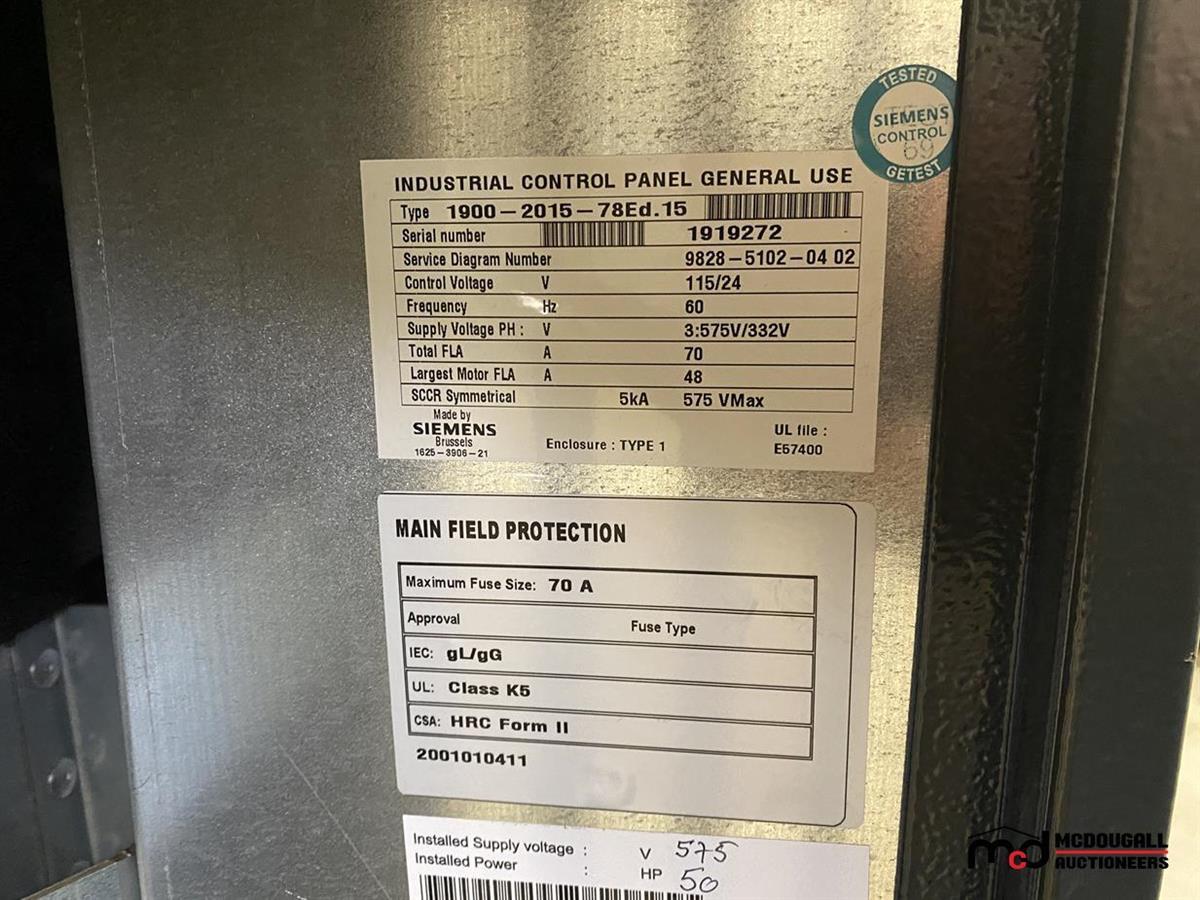 TESTED
SIEMENS
CONTROL
69
GETEST
INDUSTRIAL CONTROL PANEL GENERAL USE
Type 1900-2015-78Ed.15
Serial number 1919272
Service Diagram Number 9828-5102-04 02
Control Voltage V 115/24
Frequency Hz 60
Supply Voltage PH : V 3:575V/332V
Total FLA A 70
Largest Motor FLA A 48
SCCR Symmetrical 5kA 575 VMax
Made by
SIEMENS
Brussels
1625-3906-21
Enclosure : TYPE 1
UL file :
E57400
MAIN FIELD PROTECTION
Maximum Fuse Size: 70 A
Approval Fuse Type
IEC: gL/gG
UL: Class K5
CSA: HRC Form II
2001010411
Installed Supply voltage : V 575
Installed Power : HP 50
mcd MCDOUGALL
AUCTIONEERS